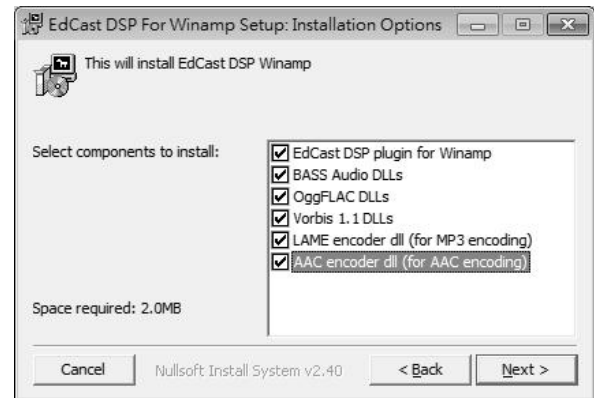 EdCast DSP For Winamp Setup: Installation Options
This will install EdCast DSP Winamp
Select components to install:
EdCast DSP plugin for Winamp
BASS Audio DLLs
OggFLAC DLLs
Vorbis 1.1 DLLs
LAME encoder dll (for MP3 encoding)
AAC encoder dll (for AAC encoding)
Space required: 2.0MB
Cancel
Nullsoft Install System v2.40
< Back
Next >